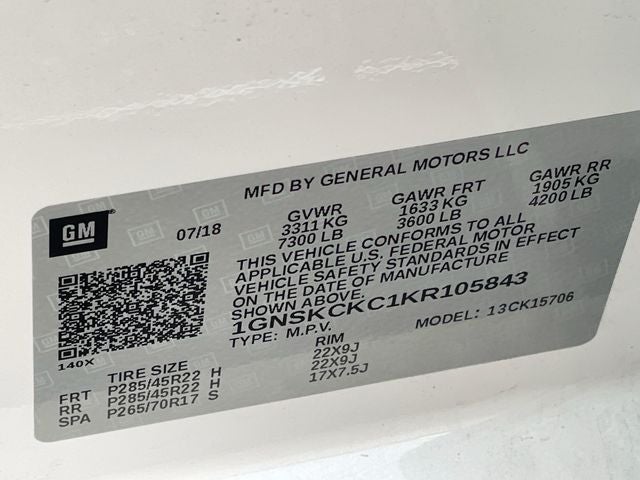 MFD BY GENERAL MOTORS LLC
GM
07/18
GVWR GAWR FRT GAWR RR
3311 KG 1633 KG 1905 KG
7300 LB 3600 LB 4200 LB
THIS VEHICLE CONFORMS TO ALL
APPLICABLE U.S. FEDERAL MOTOR
VEHICLE SAFETY STANDARDS IN EFFECT
ON THE DATE OF MANUFACTURE
SHOWN ABOVE.
1GNSKCKC1KR105843
TYPE: M.P.V. MODEL: 13CK15706
140X
TIRE SIZE RIM
FRT P285/45R22 H 22X9J
RR P285/45R22 H 22X9J
SPA P265/70R17 S 17X7.5J